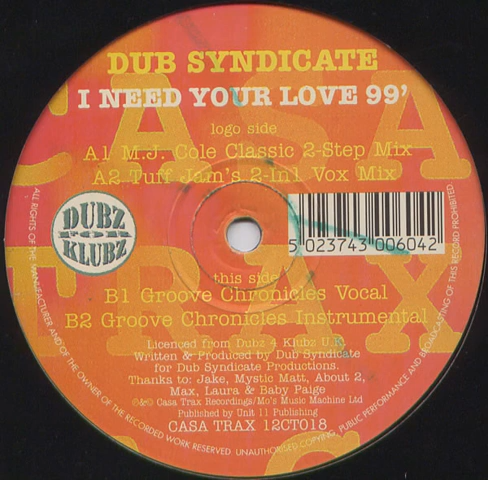 DUB SYNDICATE
I NEED YOUR LOVE 99'
logo side
A1 M.J. Cole Classic 2-Step Mix
A2 Tuff Jam's 2-In1 Vox Mix
DUBZ
FOR
KLUBZ
5 023743 006042
this side
B1 Groove Chronicles Vocal
B2 Groove Chronicles Instrumental
Licenced from Dubz 4 Klubz U.K.
Written & Produced by Dub Syndicate
for Dub Syndicate Productions.
Thanks to: Jake, Mystic Matt, About 2,
Max, Laura & Baby Paige
℗&© Casa Trax Recordings/Mo's Music Machine Ltd
Published by Unit 11 Publishing
CASA TRAX 12CT018
ALL RIGHTS OF THE MANUFACTURER AND OF THE OWNER OF THE RECORDED WORK RESERVED UNAUTHORISED COPYING, PUBLIC PERFORMANCE AND BROADCASTING OF THIS RECORD PROHIBITED
CASA
TRAX